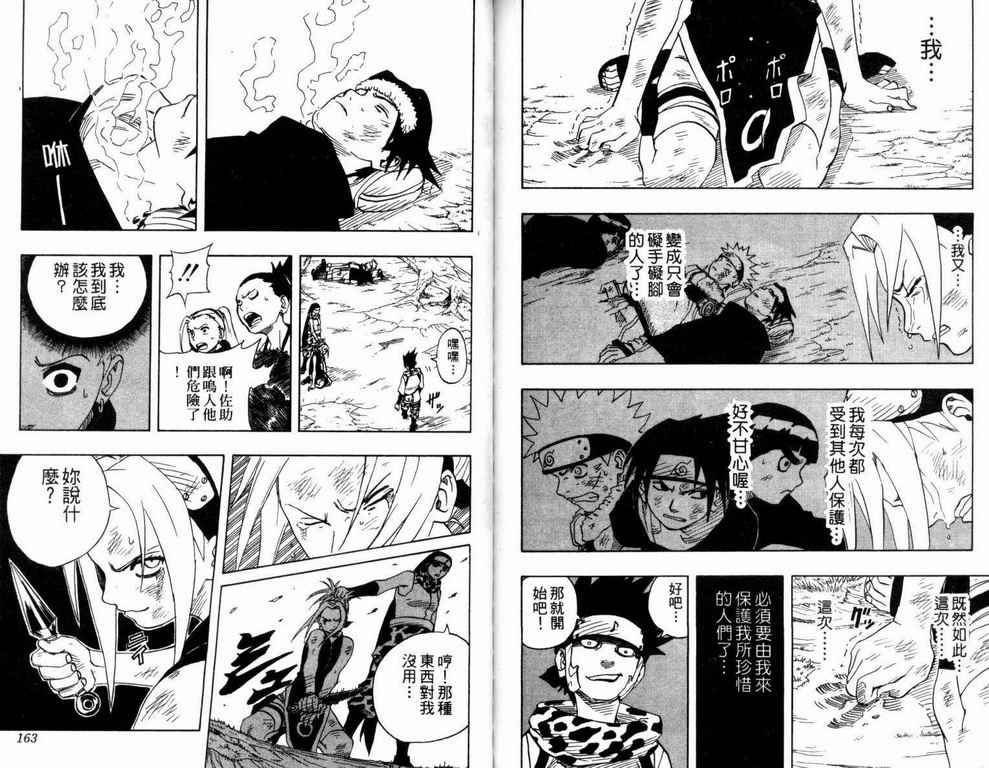 …我…
ポロ
ポロ
…我又…
變成只會
礙手礙腳
的人了…
我每次都
受到其他人保護…
好不甘心喔…
既然如此…
這次…
這次…
グッ
必須要由我來
保護我所珍惜
的人們了…
好吧…
那就開
始吧！
咻—
嘿嘿…
ザッ
啊！佐助
跟鳴人他
們危險了
！
!!
我…
我到底
該怎麼
辦？
哼！那種
東西對我
沒用…
妳說什
麼？
163